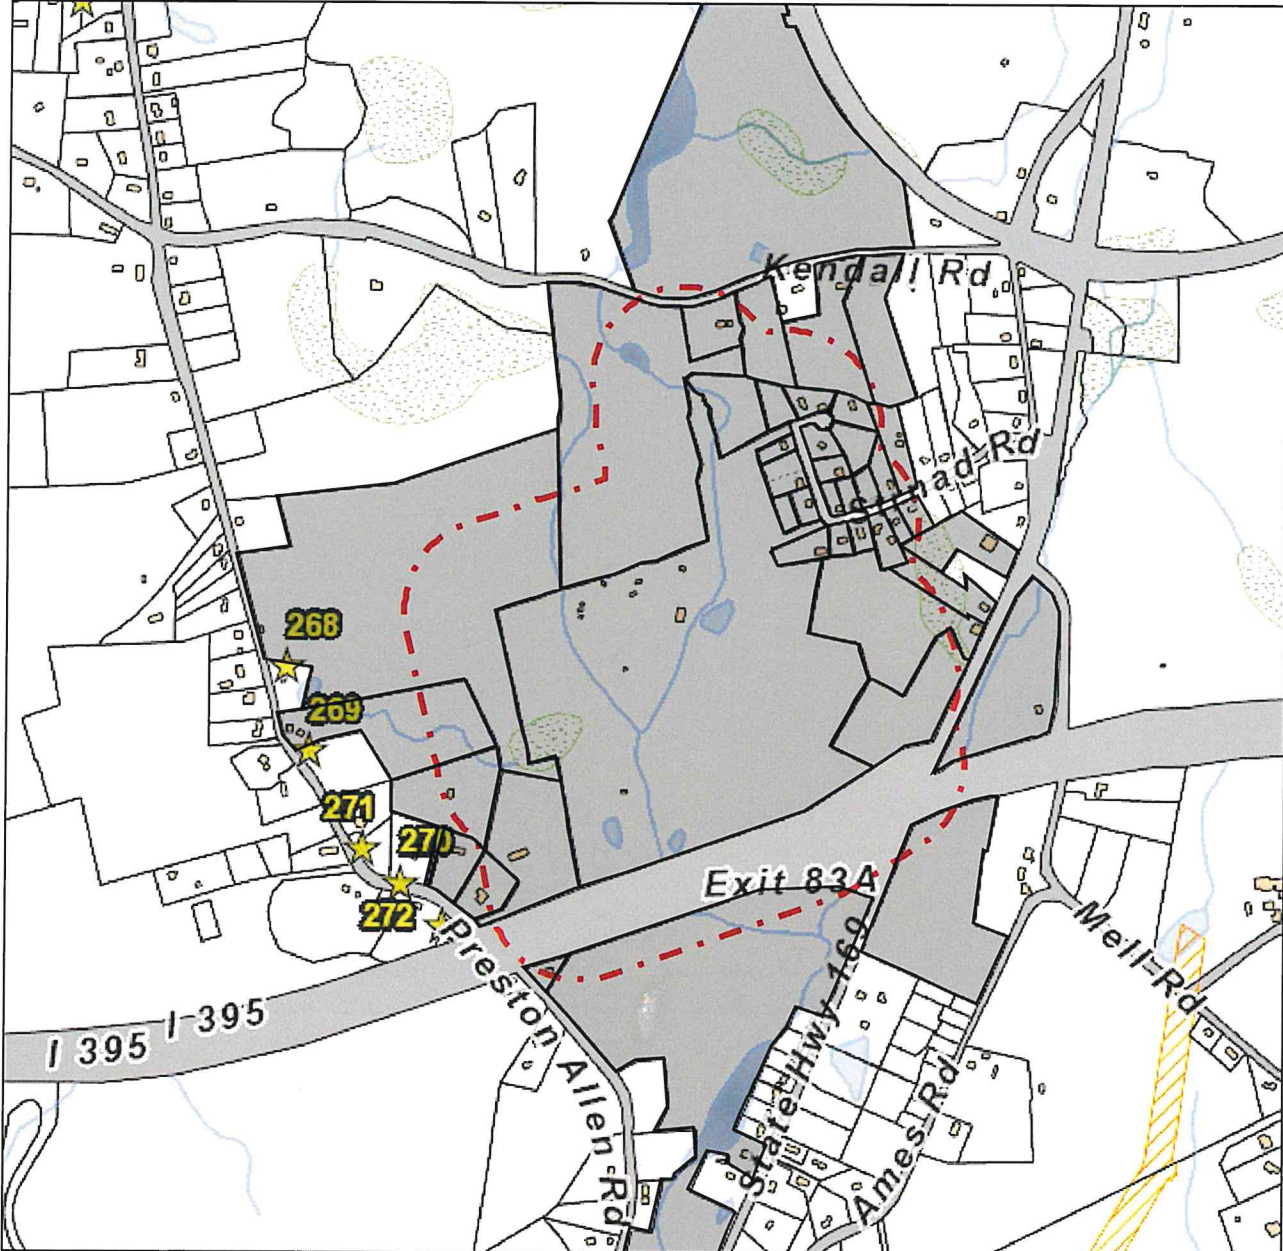 Kendall Rd
Strnad Rd
268
269
271
270
272
Exit 83A
Preston Allen Rd
State Hwy 169
Mell Rd
I 395
I 395
Ames Rd